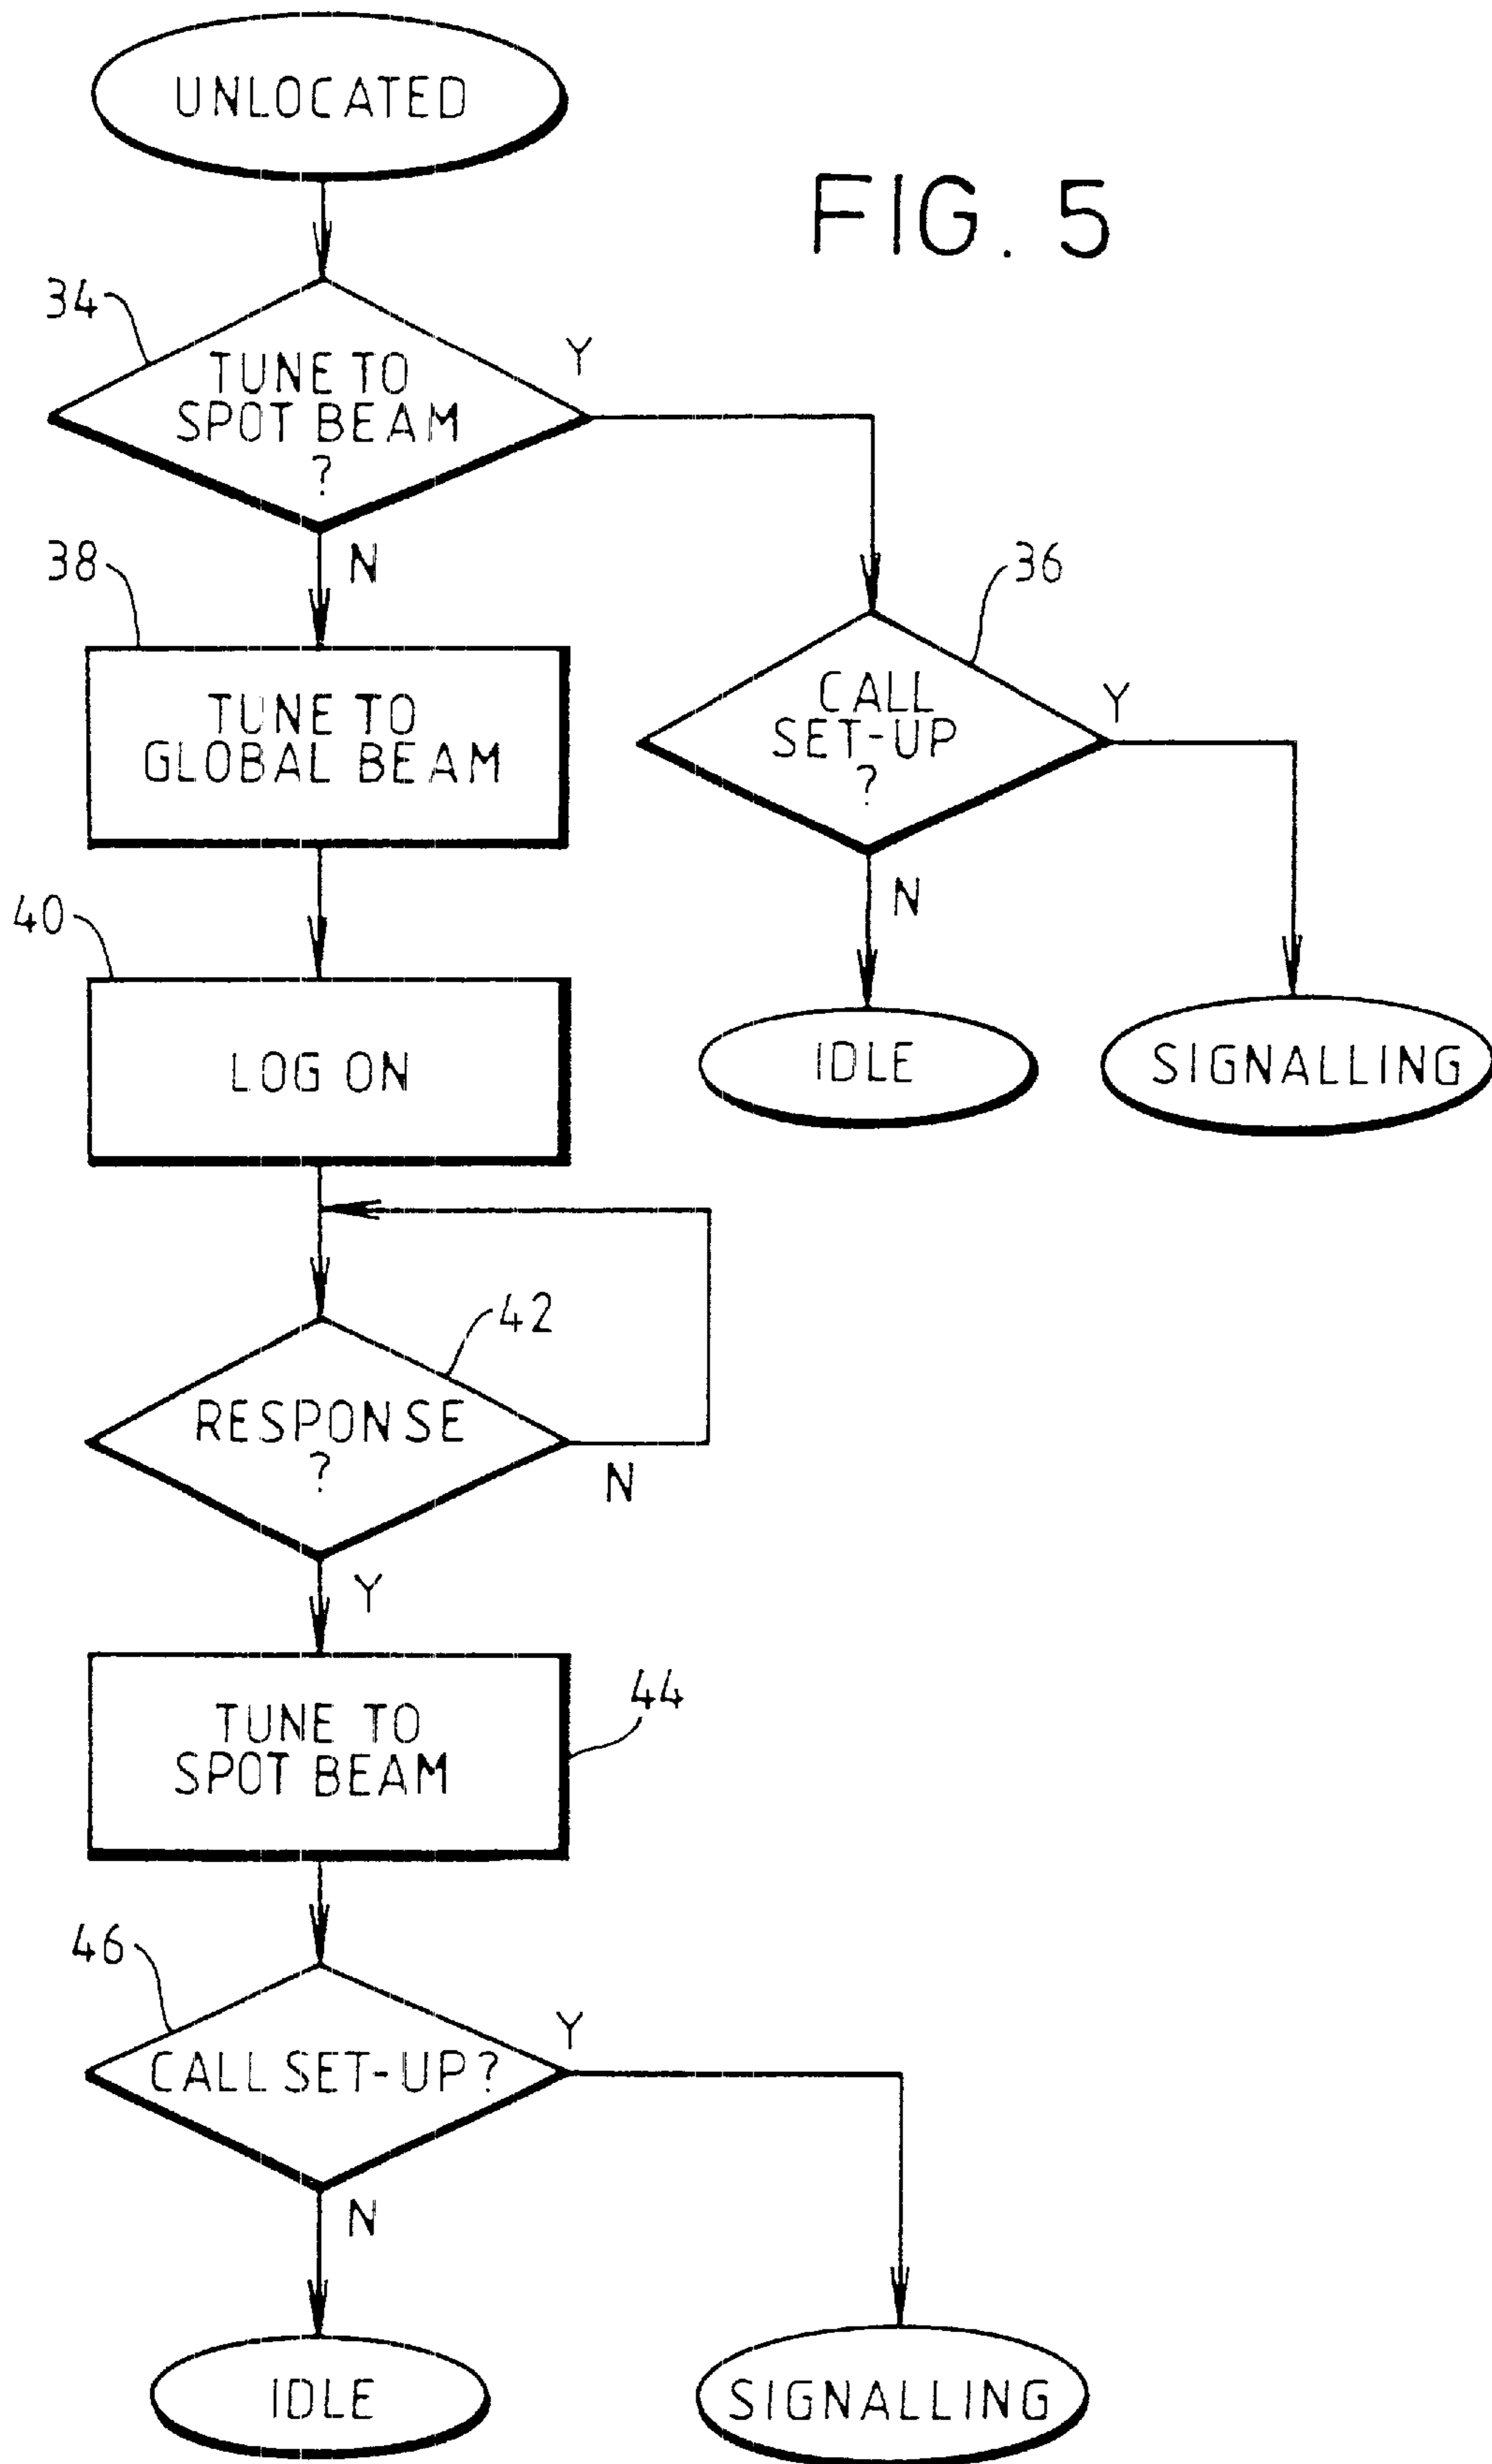 UNLOCATED
FIG. 5
34
TUNE TO
SPOT BEAM
?
Y
N
38
36
TUNE TO
GLOBAL BEAM
CALL
SET-UP
?
Y
N
40
LOG ON
IDLE
SIGNALLING
42
RESPONSE
?
N
Y
TUNE TO
SPOT BEAM
44
46
CALL SET-UP?
Y
N
IDLE
SIGNALLING